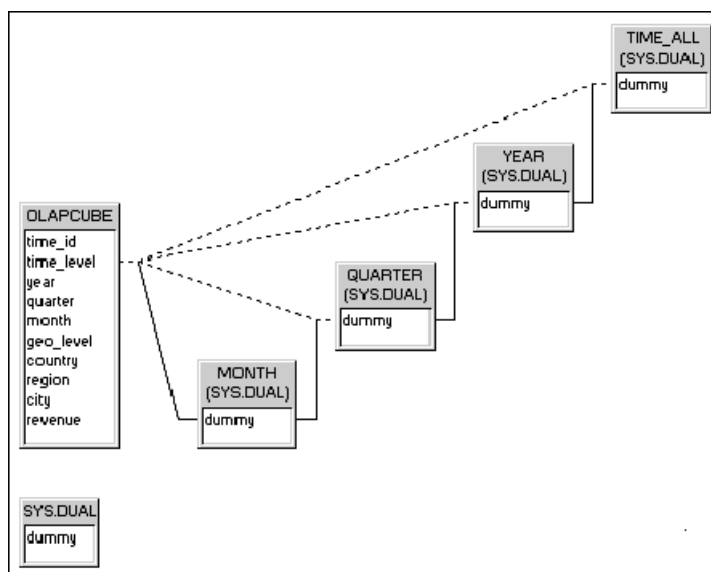 TIME_ALL
(SYS.DUAL)
dummy
YEAR
(SYS.DUAL)
dummy
OLAPCUBE
time_id
time_level
year
quarter
month
geo_level
country
region
city
revenue
QUARTER
(SYS.DUAL)
dummy
MONTH
(SYS.DUAL)
dummy
SYS.DUAL
dummy